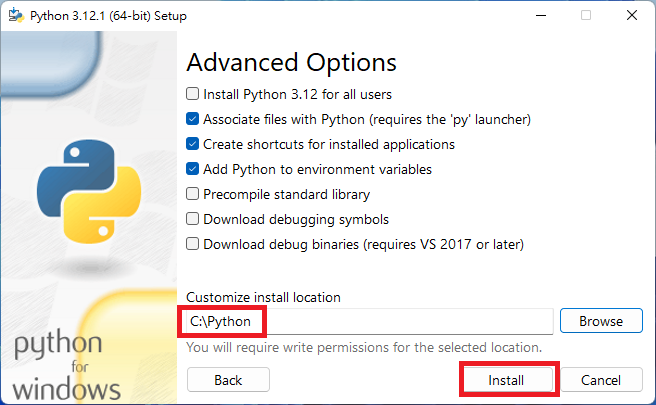 Python 3.12.1 (64-bit) Setup
Advanced Options
Install Python 3.12 for all users
Associate files with Python (requires the 'py' launcher)
Create shortcuts for installed applications
Add Python to environment variables
Precompile standard library
Download debugging symbols
Download debug binaries (requires VS 2017 or later)
Customize install location
C:\Python
Browse
You will require write permissions for the selected location.
python
for
windows
Back
Install
Cancel